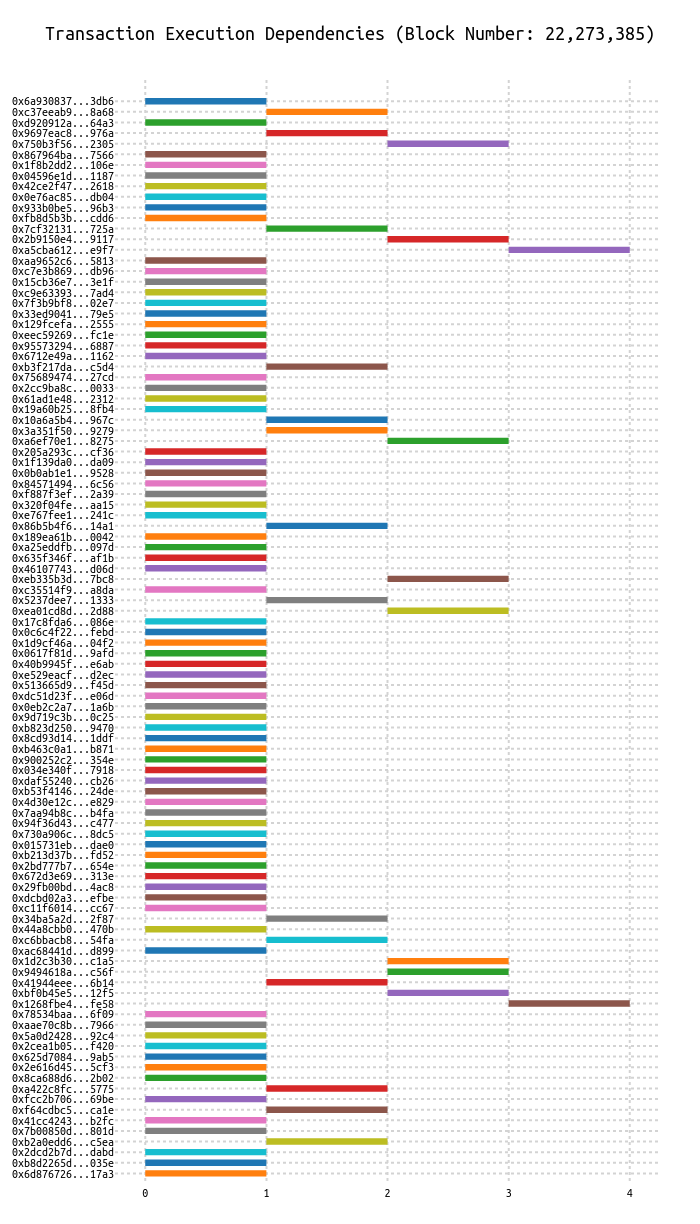 Transaction Execution Dependencies (Block Number: 22,273,385)
0x6a930837...3db6
0xc37eeab9...8a68
0xd920912a...64a3
0x9697eac8...976a
0x750b3f56...2305
0x867964ba...7566
0x1f8b2dd2...106e
0x04596e1d...1187
0x42ce2f47...2618
0x0e76ac85...db04
0x933b0be5...96b3
0xfb8d5b3b...cdd6
0x7cf32131...725a
0x2b9150e4...9117
0xa5cba612...e9f7
0xaa9652c6...5813
0xc7e3b869...db96
0x15cb36e7...3e1f
0xc9e63393...7ad4
0x7f3b9bf8...02e7
0x33ed9041...79e5
0x129fcefa...2555
0xeec59269...fc1e
0x95573294...6887
0x6712e49a...1162
0xb3f217da...c5d4
0x75689474...27cd
0x2cc9ba8c...0033
0x61ad1e48...2312
0x19a60b25...8fb4
0x10a6a5b4...967c
0x3a351f50...9279
0xa6ef70e1...8275
0x205a293c...cf36
0x1f139da0...da09
0x0b0ab1e1...9528
0x84571494...6c56
0xf887f3ef...2a39
0x320f04fe...aa15
0xe767fee1...241c
0x86b5b4f6...14a1
0x189ea61b...0042
0xa25eddfb...097d
0x635f346f...af1b
0x46107743...d06d
0xeb335b3d...7bc8
0xc35514f9...a8da
0x5237dee7...1333
0xea01cd8d...2d88
0x17c8fda6...086e
0x0c6c4f22...febd
0x1d9cf46a...04f2
0x0617f81d...9afd
0x40b9945f...e6ab
0xe529eacf...d2ec
0x513665d9...f45d
0xdc51d23f...e06d
0x0eb2c2a7...1a6b
0x9d719c3b...0c25
0xb823d250...9470
0x8cd93d14...1ddf
0xb463c0a1...b871
0x900252c2...354e
0x034e340f...7918
0xdaf55240...cb26
0xb53f4146...24de
0x4d30e12c...e829
0x7aa94b8c...b4fa
0x94f36d43...c477
0x730a906c...8dc5
0x015731eb...dae0
0xb213d37b...fd52
0x2bd777b7...654e
0x672d3e69...313e
0x29fb00bd...4ac8
0xdcbd02a3...efbe
0xc11f6014...cc67
0x34ba5a2d...2f87
0x44a8cbb0...470b
0xc6bbacb8...54fa
0xac68441d...d899
0x1d2c3b30...c1a5
0x9494618a...c56f
0x41944eee...6b14
0xbf0b45e5...12f5
0x1268fbe4...fe58
0x78534baa...6f09
0xaae70c8b...7966
0x5a0d2428...92c4
0x2cea1b05...f420
0x625d7084...9ab5
0x2e616d45...5cf3
0x8ca688d6...2b02
0xa422c8fc...5775
0xfcc2b706...69be
0xf64cdbc5...ca1e
0x41cc4243...b2fc
0x7b00850d...801d
0xb2a0edd6...c5ea
0x2dcd2b7d...dabd
0xb8d2265d...035e
0x6d876726...17a3
0 1 2 3 4